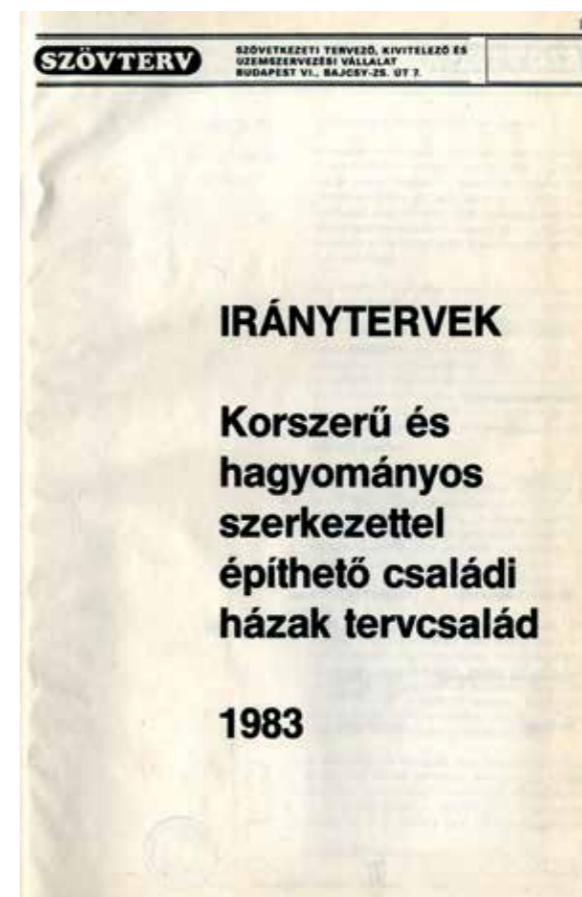 SZÖVTERV
SZÖVETKEZETI TERVEZŐ, KIVITELEZŐ ÉS
ÜZEMSZERVEZÉSI VÁLLALAT
BUDAPEST VI., BAJCSY-ZS. ÚT 7.
IRÁNYTERVEK
Korszerű és
hagyományos
szerkezettel
építhető családi
házak tervcsalád
1983